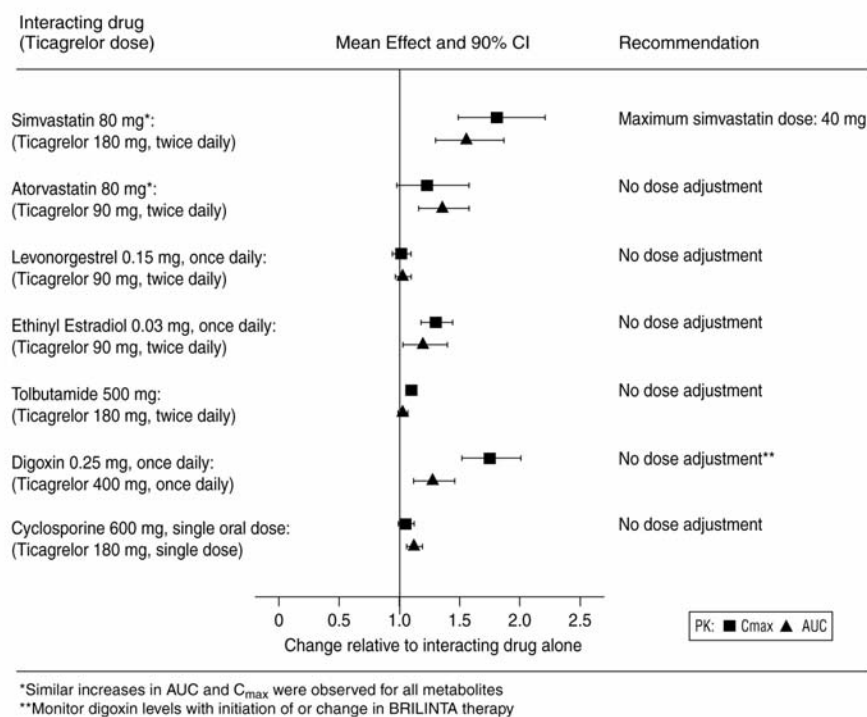 Interacting drug
(Ticagrelor dose) Mean Effect and 90% CI Recommendation
Simvastatin 80 mg*: Maximum simvastatin dose: 40 mg
(Ticagrelor 180 mg, twice daily)
Atorvastatin 80 mg*: No dose adjustment
(Ticagrelor 90 mg, twice daily)
Levonorgestrel 0.15 mg, once daily: No dose adjustment
(Ticagrelor 90 mg, twice daily)
Ethinyl Estradiol 0.03 mg, once daily: No dose adjustment
(Ticagrelor 90 mg, twice daily)
Tolbutamide 500 mg: No dose adjustment
(Ticagrelor 180 mg, twice daily)
Digoxin 0.25 mg, once daily: No dose adjustment**
(Ticagrelor 400 mg, once daily)
Cyclosporine 600 mg, single oral dose: No dose adjustment
(Ticagrelor 180 mg, single dose)
0 0.5 1.0 1.5 2.0 2.5
Change relative to interacting drug alone
PK: Cmax AUC
*Similar increases in AUC and Cmax were observed for all metabolites
**Monitor digoxin levels with initiation of or change in BRILINTA therapy